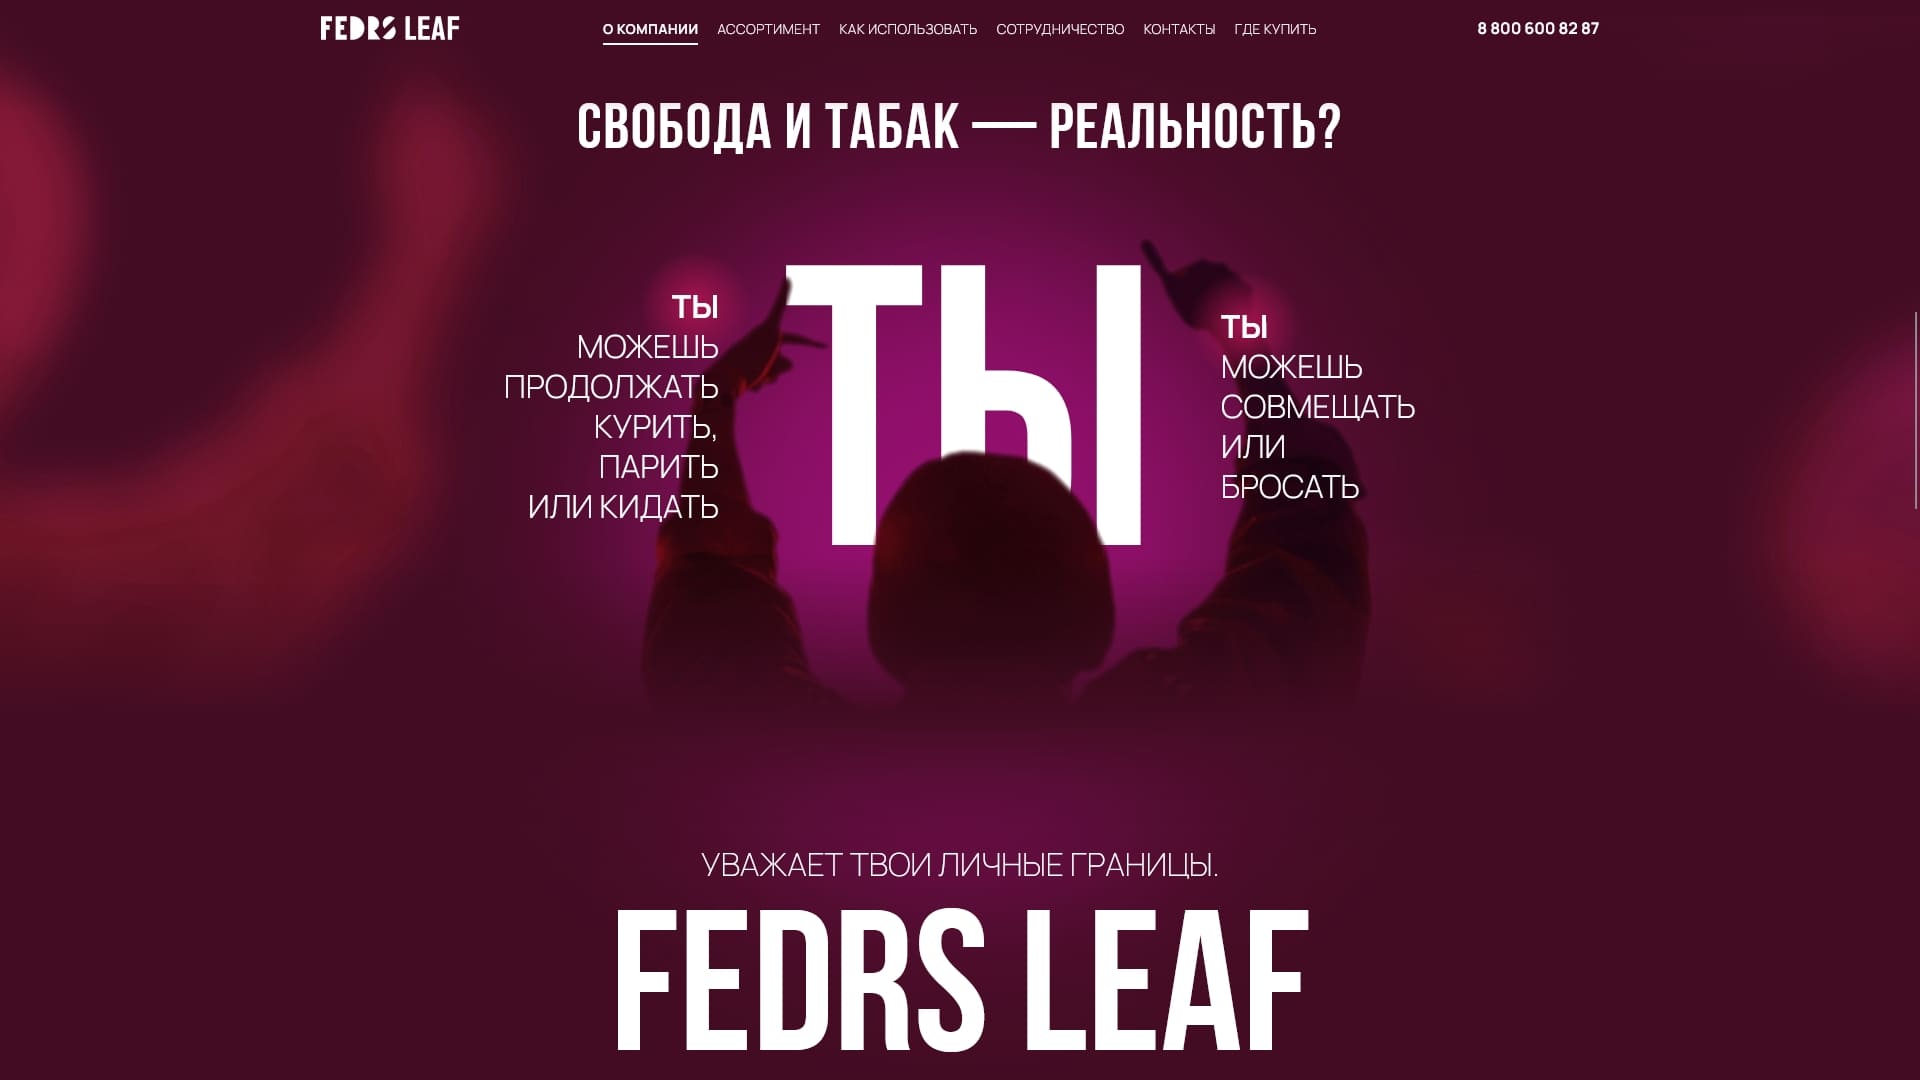 FEDRS LEAF
О КОМПАНИИ АССОРТИМЕНТ КАК ИСПОЛЬЗОВАТЬ СОТРУДНИЧЕСТВО КОНТАКТЫ ГДЕ КУПИТЬ
8 800 600 82 87
СВОБОДА И ТАБАК — РЕАЛЬНОСТЬ?
ТЫ
МОЖЕШЬ
ПРОДОЛЖАТЬ
КУРИТЬ,
ПАРИТЬ
ИЛИ КИДАТЬ
ТЫ
ТЫ
МОЖЕШЬ
СОВМЕЩАТЬ
ИЛИ
БРОСАТЬ
УВАЖАЕТ ТВОИ ЛИЧНЫЕ ГРАНИЦЫ.
FEDRS LEAF